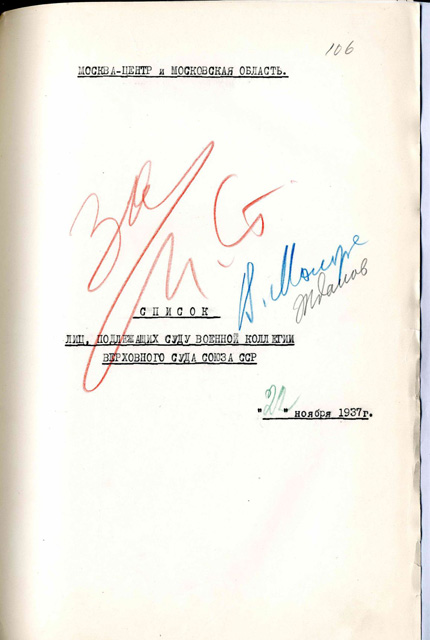 106
МОСКВА-ЦЕНТР и МОСКОВСКАЯ ОБЛАСТЬ.
за
И. Ст
В. Молотов
Жданов
СПИСОК
ЛИЦ, ПОДЛЕЖАЩИХ СУДУ ВОЕННОЙ КОЛЛЕГИИ
ВЕРХОВНОГО СУДА СОЮЗА ССР
"22" ноября 1937г.